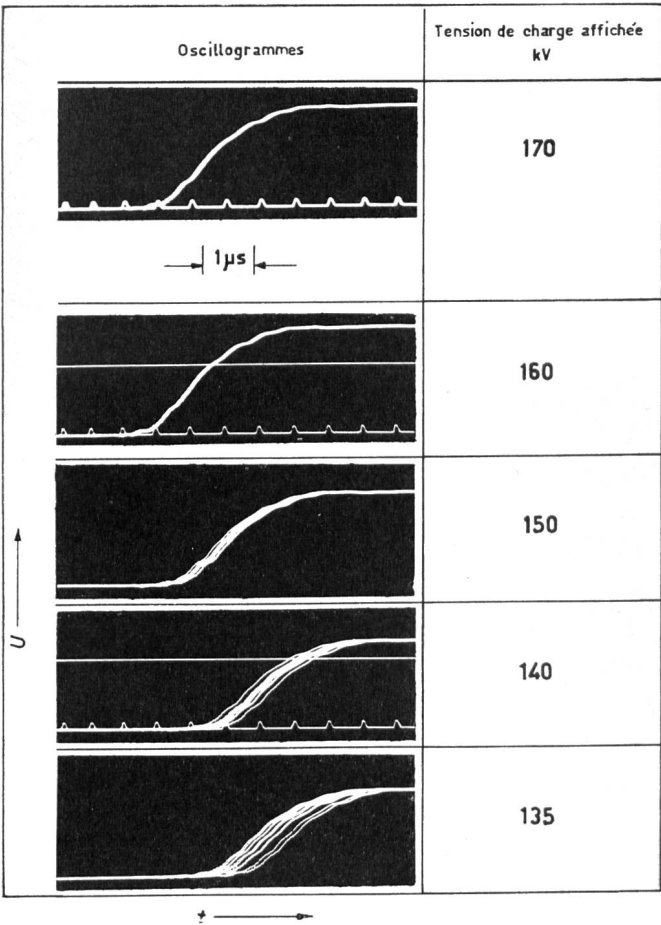 Oscillogrammes
Tension de charge affichée
kV
170
1µs
160
150
140
135
U
t